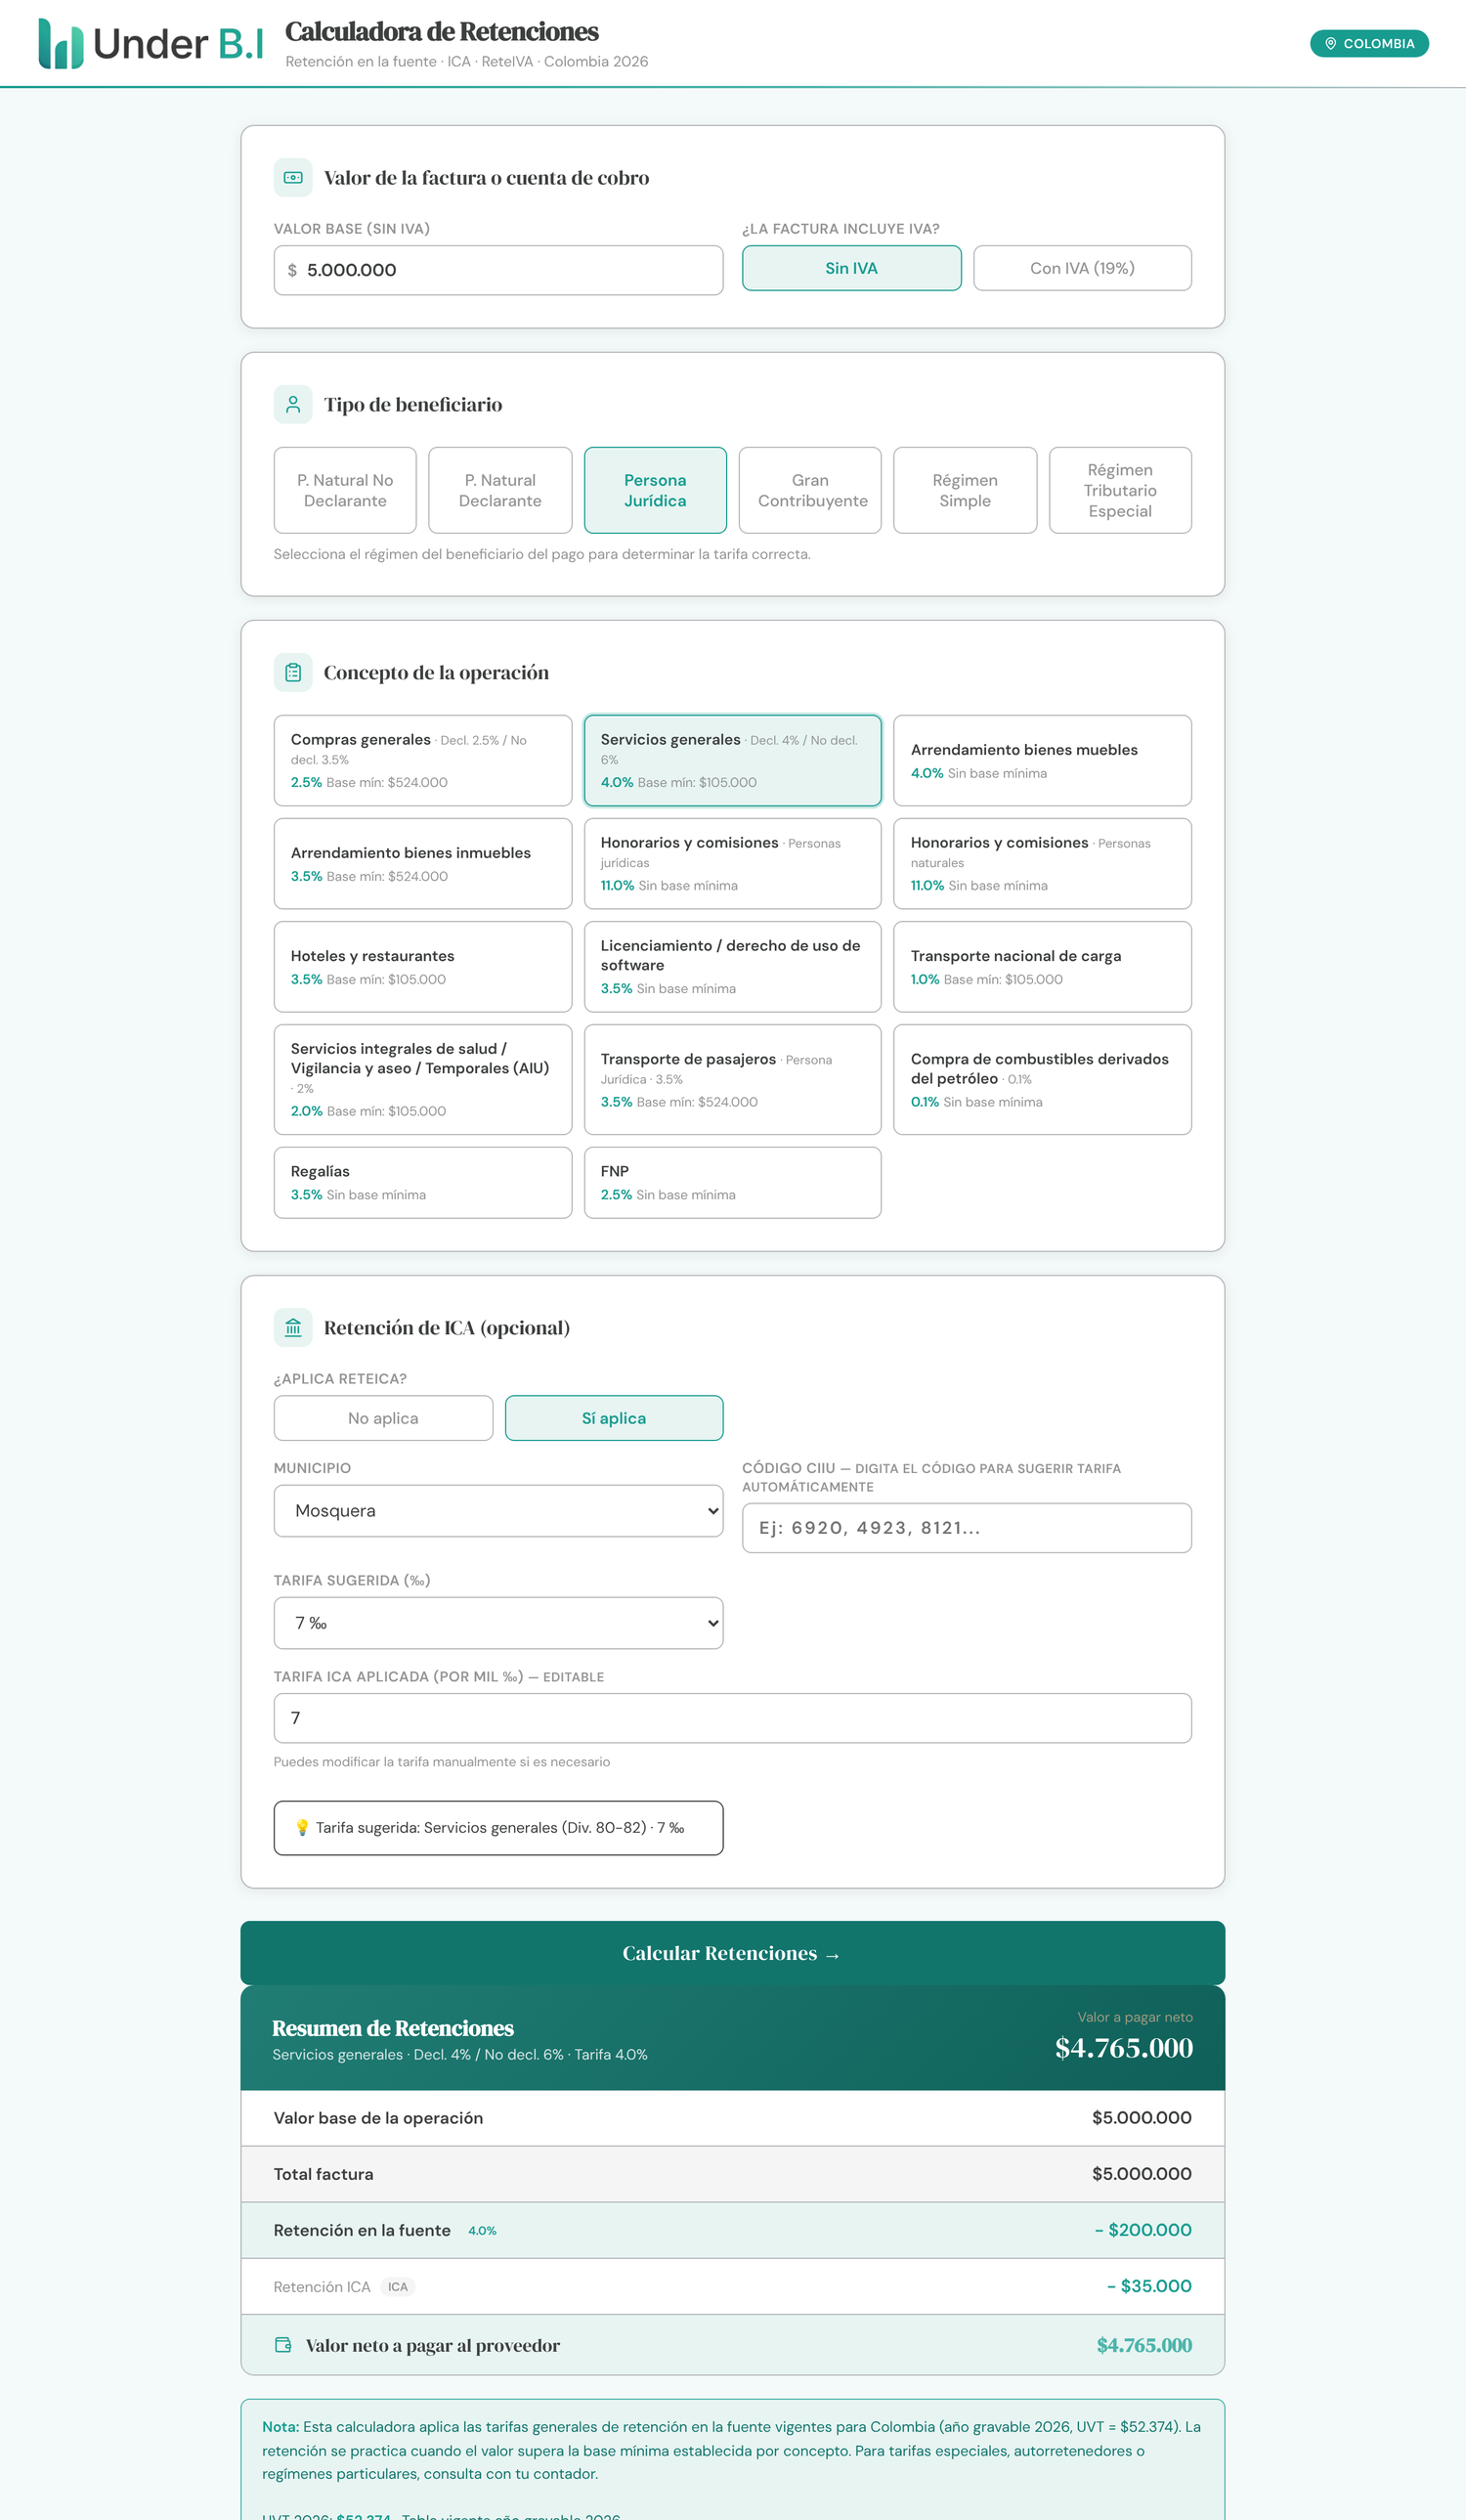 Under B.I
Calculadora de Retenciones
Retención en la fuente · ICA · ReteIVA · Colombia 2026
COLOMBIA
Valor de la factura o cuenta de cobro
VALOR BASE (SIN IVA)
$ 5.000.000
¿LA FACTURA INCLUYE IVA?
Sin IVA
Con IVA (19%)
Tipo de beneficiario
P. Natural No
Declarante
P. Natural
Declarante
Persona
Jurídica
Gran
Contribuyente
Régimen
Simple
Régimen
Tributario
Especial
Selecciona el régimen del beneficiario del pago para determinar la tarifa correcta.
Concepto de la operación
Compras generales · Decl. 2.5% / No
decl. 3.5%
2.5% Base mín: $524.000
Servicios generales · Decl. 4% / No decl.
6%
4.0% Base mín: $105.000
Arrendamiento bienes muebles
4.0% Sin base mínima
Arrendamiento bienes inmuebles
3.5% Base mín: $524.000
Honorarios y comisiones · Personas
jurídicas
11.0% Sin base mínima
Honorarios y comisiones · Personas
naturales
11.0% Sin base mínima
Hoteles y restaurantes
3.5% Base mín: $105.000
Licenciamiento / derecho de uso de
software
3.5% Sin base mínima
Transporte nacional de carga
1.0% Base mín: $105.000
Servicios integrales de salud /
Vigilancia y aseo / Temporales (AIU)
· 2%
2.0% Base mín: $105.000
Transporte de pasajeros · Persona
Jurídica · 3.5%
3.5% Base mín: $524.000
Compra de combustibles derivados
del petróleo · 0.1%
0.1% Sin base mínima
Regalías
3.5% Sin base mínima
FNP
2.5% Sin base mínima
Retención de ICA (opcional)
¿APLICA RETEICA?
No aplica
Sí aplica
MUNICIPIO
Mosquera
CÓDIGO CIIU — DIGITA EL CÓDIGO PARA SUGERIR TARIFA
AUTOMÁTICAMENTE
Ej: 6920, 4923, 8121...
TARIFA SUGERIDA (‰)
7 ‰
TARIFA ICA APLICADA (POR MIL ‰) — EDITABLE
7
Puedes modificar la tarifa manualmente si es necesario
💡 Tarifa sugerida: Servicios generales (Div. 80-82) · 7 ‰
Calcular Retenciones →
Resumen de Retenciones
Servicios generales · Decl. 4% / No decl. 6% · Tarifa 4.0%
Valor a pagar neto
$4.765.000
Valor base de la operación $5.000.000
Total factura $5.000.000
Retención en la fuente 4.0% - $200.000
Retención ICA ICA - $35.000
Valor neto a pagar al proveedor $4.765.000
Nota: Esta calculadora aplica las tarifas generales de retención en la fuente vigentes para Colombia (año gravable 2026, UVT = $52.374). La
retención se practica cuando el valor supera la base mínima establecida por concepto. Para tarifas especiales, autorretenedores o
regímenes particulares, consulta con tu contador.
UVT 2026: $52.374 · Tabla vigente año gravable 2026